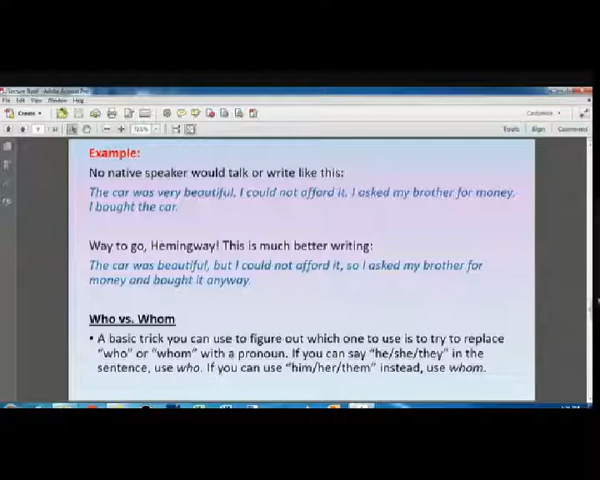 Create
Customize
Tools Sign Comment
Example:
No native speaker would talk or write like this:
The car was very beautiful. I could not afford it. I asked my brother for money.
I bought the car.
Way to go, Hemingway! This is much better writing:
The car was beautiful, but I could not afford it, so I asked my brother for
money and bought it anyway.
Who vs. Whom
• A basic trick you can use to figure out which one to use is to try to replace
"who" or "whom" with a pronoun. If you can say "he/she/they" in the
sentence, use who. If you can use "him/her/them" instead, use whom.